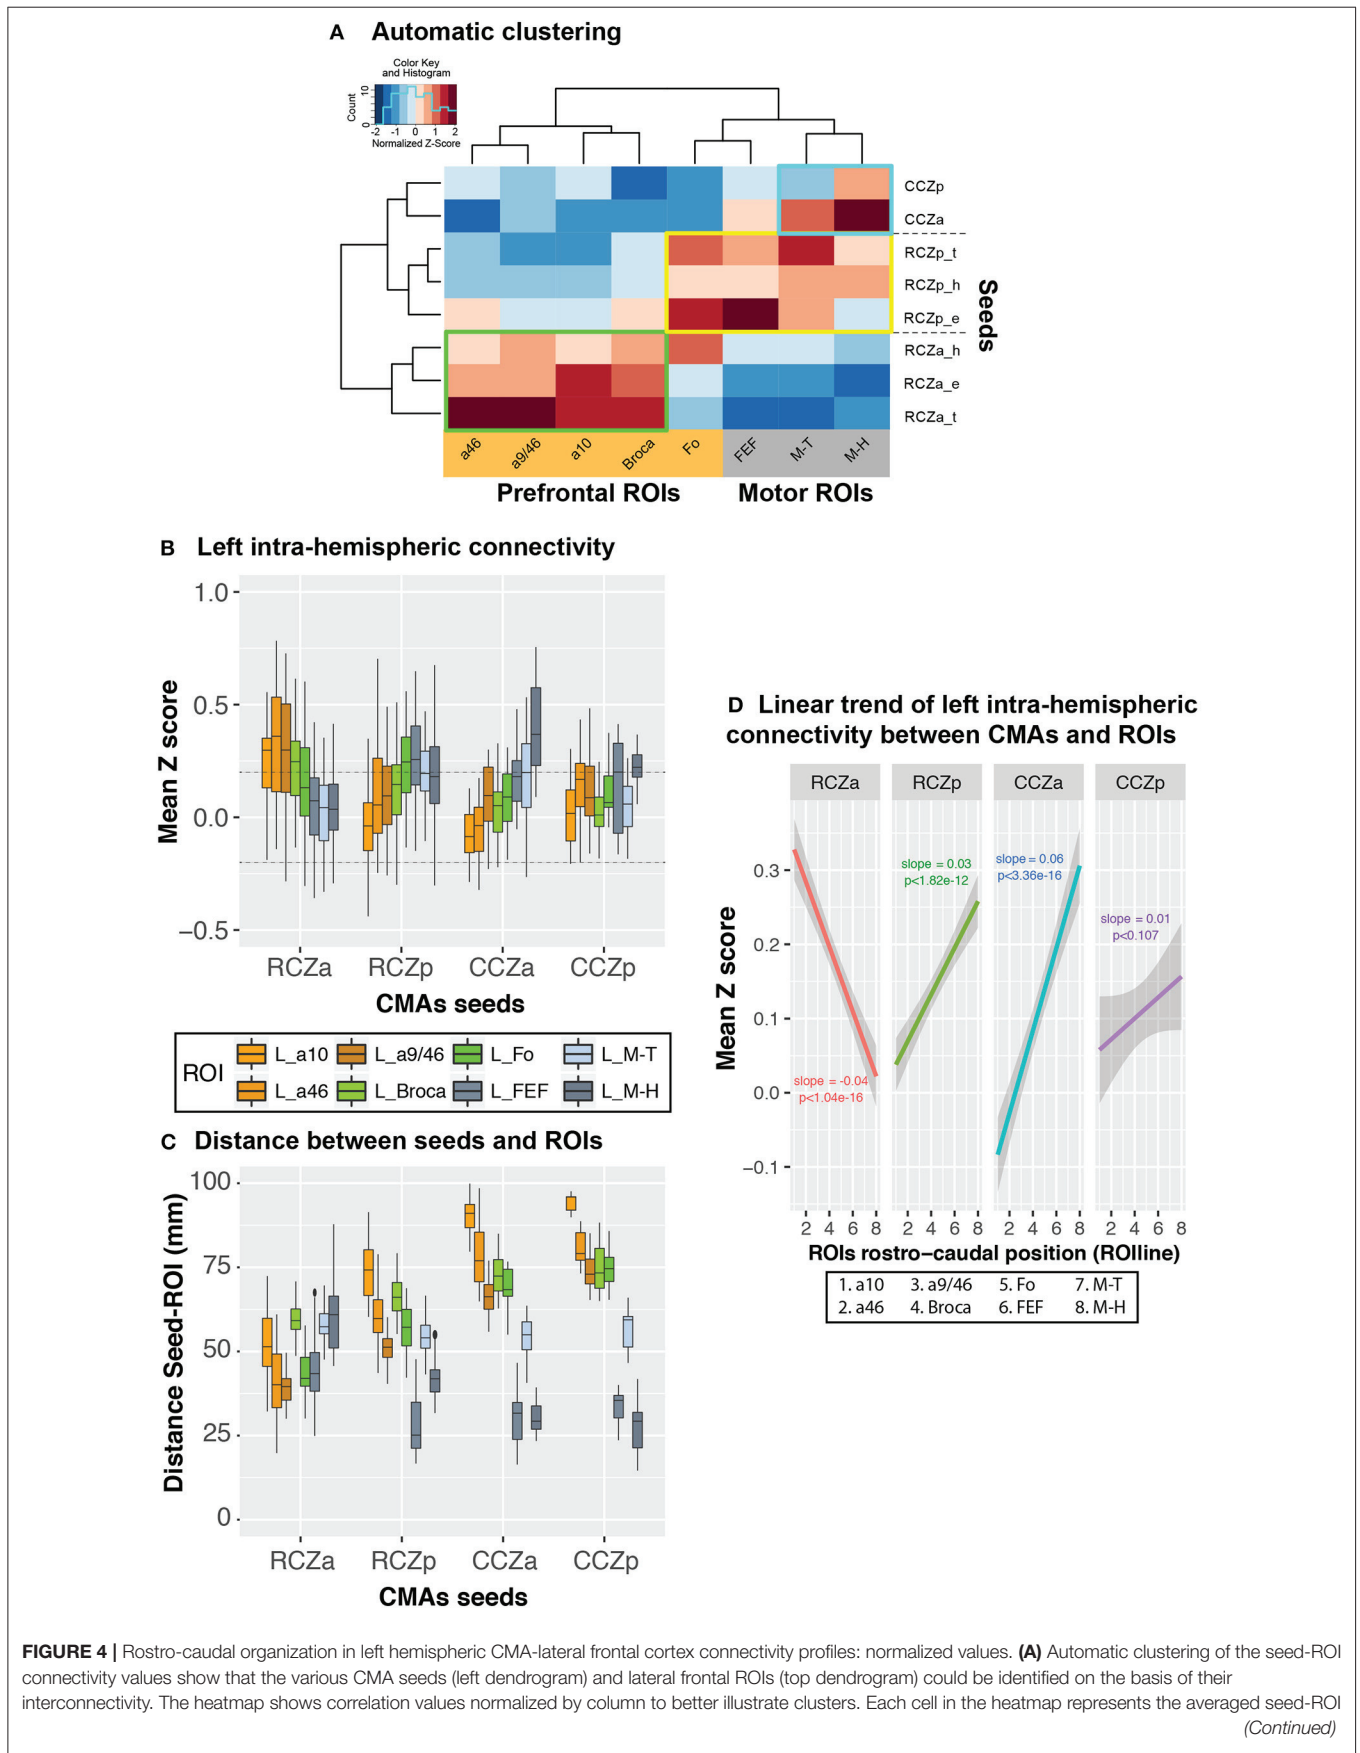 A Automatic clustering
Color Key
and Histogram
Count
0 10
-2 -1 0 1 2
Normalized Z-Score
CCZp
CCZa
RCZp_t
RCZp_h
RCZp_e
RCZa_h
RCZa_e
RCZa_t
Seeds
a46 a9/46 a10 Broca Fo FEF M-T M-H
Prefrontal ROIs Motor ROIs
B Left intra-hemispheric connectivity
Mean Z score
1.0
0.5
0.0
−0.5
RCZa RCZp CCZa CCZp
CMAs seeds
ROI
L_a10 L_a9/46 L_Fo L_M-T
L_a46 L_Broca L_FEF L_M-H
C Distance between seeds and ROIs
Distance Seed-ROI (mm)
100
75
50
25
0
RCZa RCZp CCZa CCZp
CMAs seeds
D Linear trend of left intra-hemispheric
connectivity between CMAs and ROIs
RCZa RCZp CCZa CCZp
Mean Z score
0.3
0.2
0.1
0.0
−0.1
slope = -0.04
p<1.04e-16
slope = 0.03
p<1.82e-12
slope = 0.06
p<3.36e-16
slope = 0.01
p<0.107
2 4 6 8 2 4 6 8 2 4 6 8 2 4 6 8
ROIs rostro−caudal position (ROIline)
1. a10 3. a9/46 5. Fo 7. M-T
2. a46 4. Broca 6. FEF 8. M-H
FIGURE 4 | Rostro-caudal organization in left hemispheric CMA-lateral frontal cortex connectivity profiles: normalized values. (A) Automatic clustering of the seed-ROI
connectivity values show that the various CMA seeds (left dendrogram) and lateral frontal ROIs (top dendrogram) could be identified on the basis of their
interconnectivity. The heatmap shows correlation values normalized by column to better illustrate clusters. Each cell in the heatmap represents the averaged seed-ROI
(Continued)